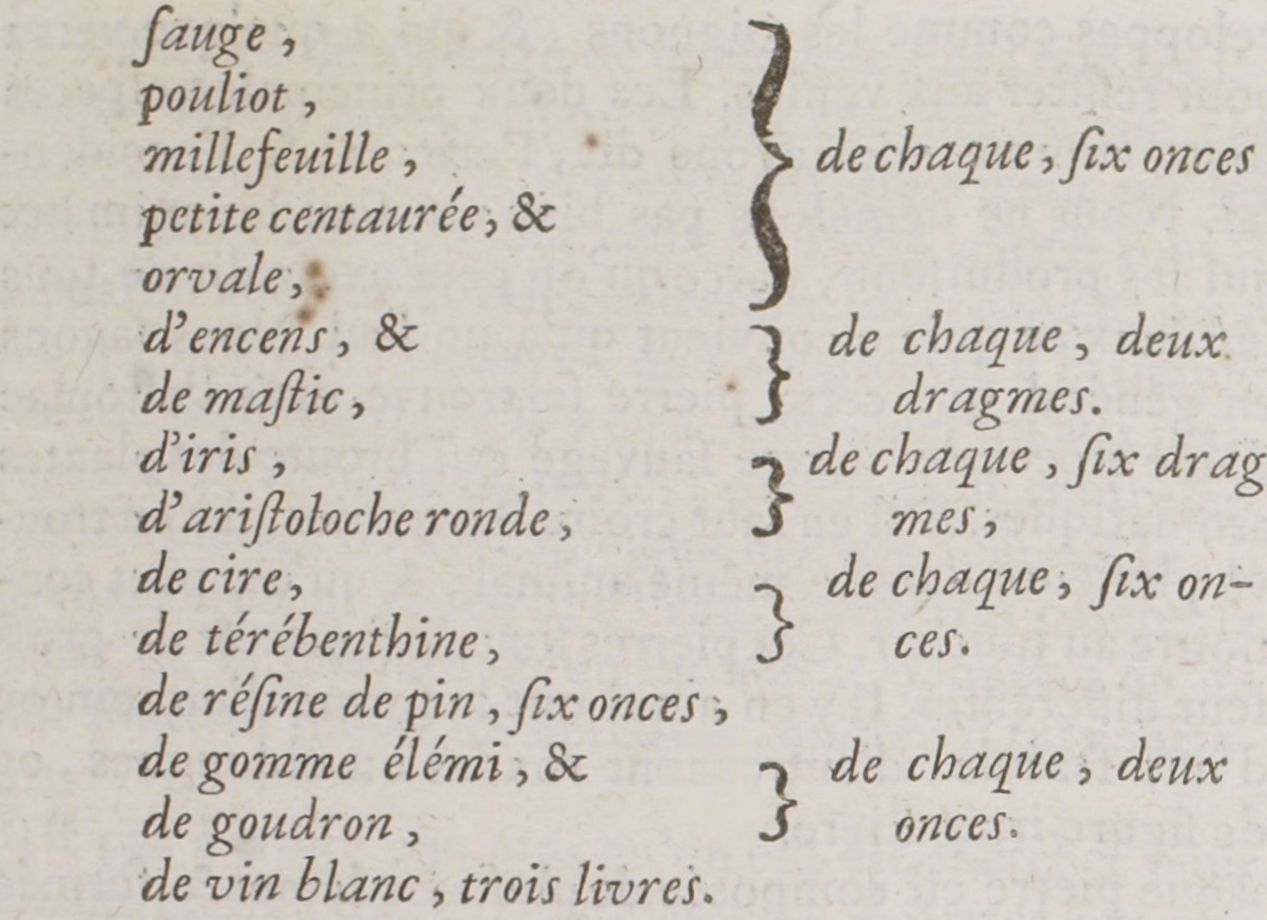 ſauge,
pouliot,
millefeuille, de chaque, ſix onces
petite centaurée, &
orvale,
d'encens, & de chaque, deux
de maſtic, dragmes.
d'iris, de chaque, ſix drag
d'ariſtoloche ronde, mes,
de cire, de chaque, ſix on-
de térébenthine, ces.
de réſine de pin, ſix onces,
de gomme élémi, & de chaque, deux
de goudron, onces.
de vin blanc, trois livres.